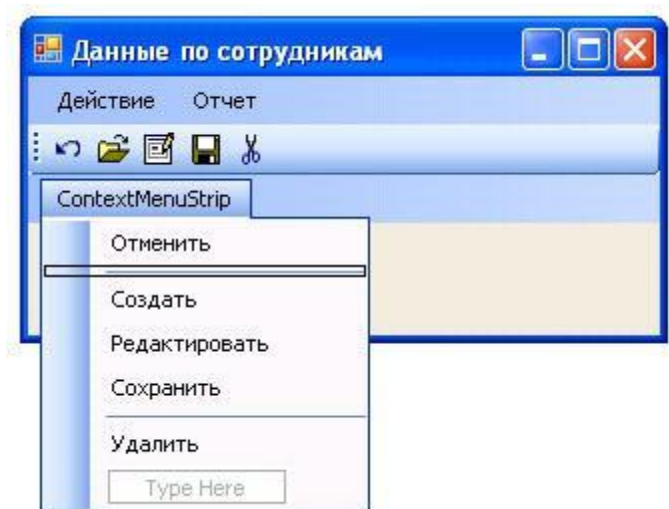 Данные по сотрудникам
Действие Отчет
ContextMenuStrip
Отменить
Создать
Редактировать
Сохранить
Удалить
Type Here